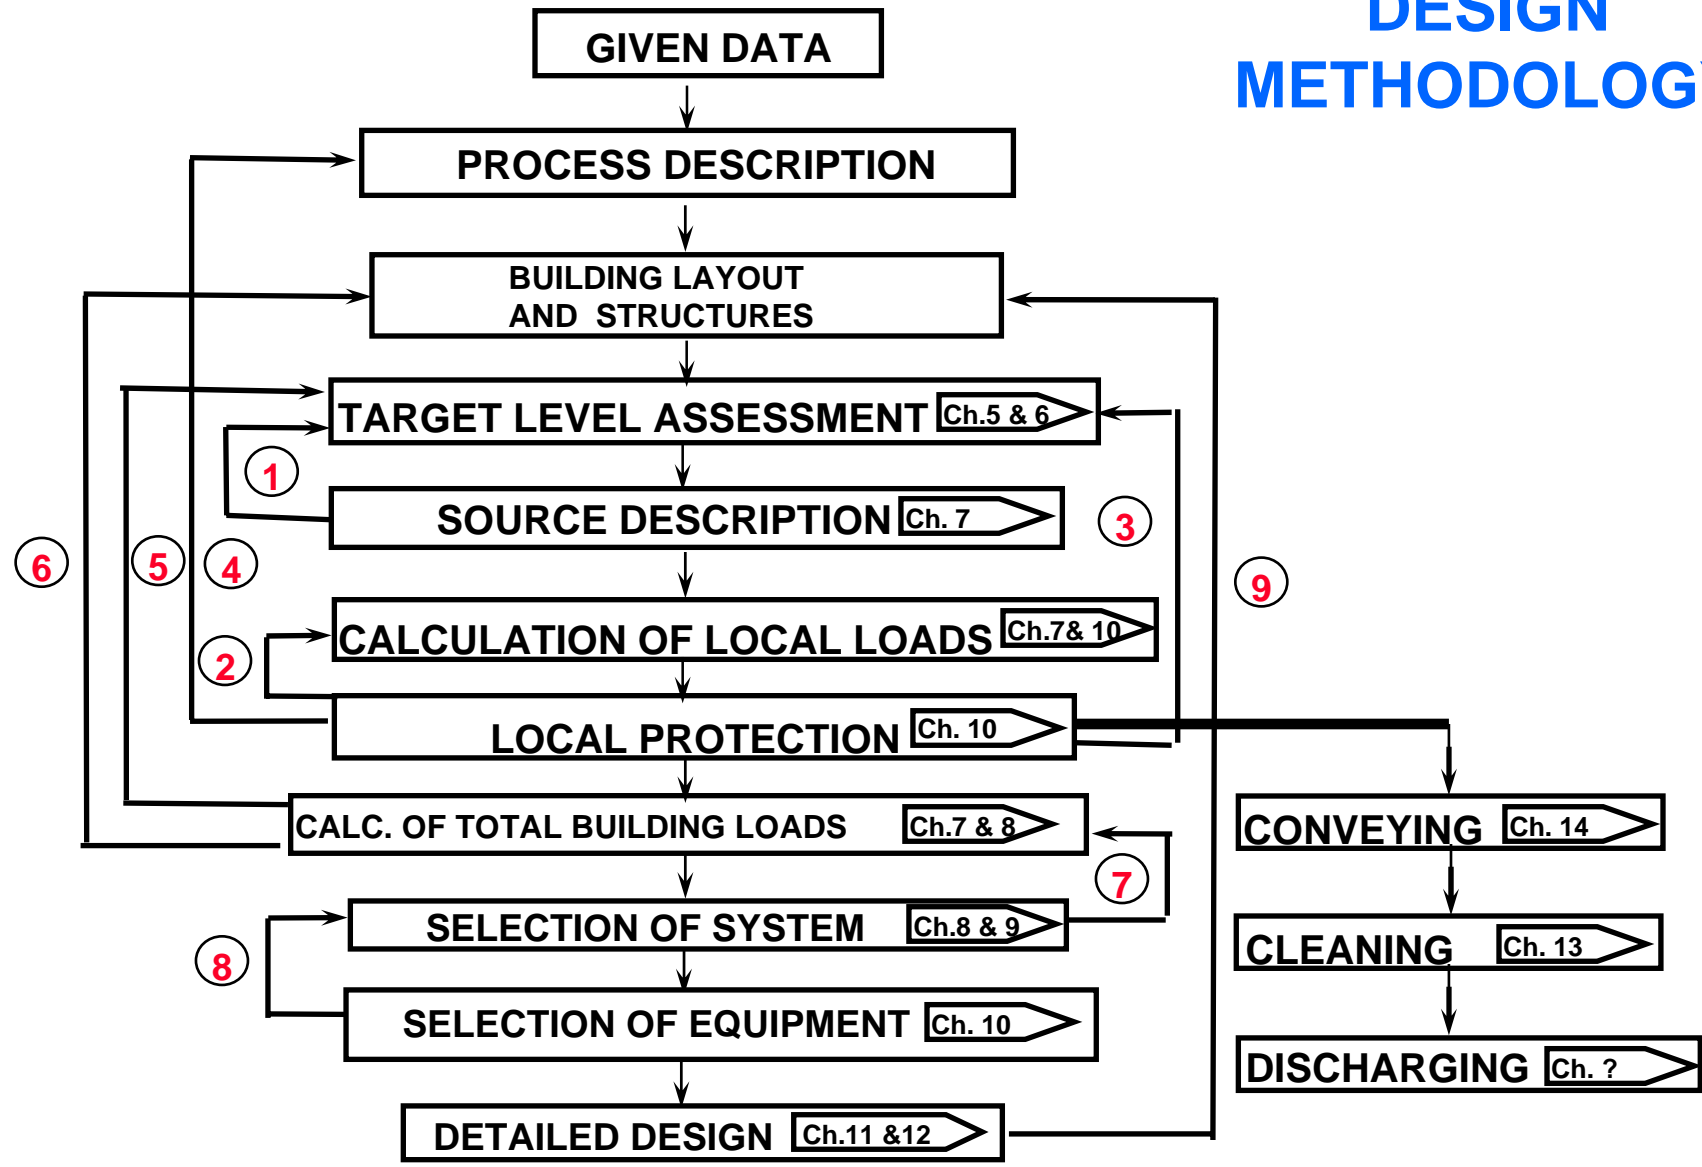 DESIGN
METHODOLOGY
GIVEN DATA
PROCESS DESCRIPTION
BUILDING LAYOUT
AND STRUCTURES
TARGET LEVEL ASSESSMENT Ch.5 & 6
1
SOURCE DESCRIPTION Ch. 7
3
6
5
4
9
CALCULATION OF LOCAL LOADS Ch.7& 10
2
LOCAL PROTECTION Ch. 10
CALC. OF TOTAL BUILDING LOADS Ch.7 & 8
CONVEYING Ch. 14
7
SELECTION OF SYSTEM Ch.8 & 9
CLEANING Ch. 13
8
SELECTION OF EQUIPMENT Ch. 10
DISCHARGING Ch. ?
DETAILED DESIGN Ch.11 &12